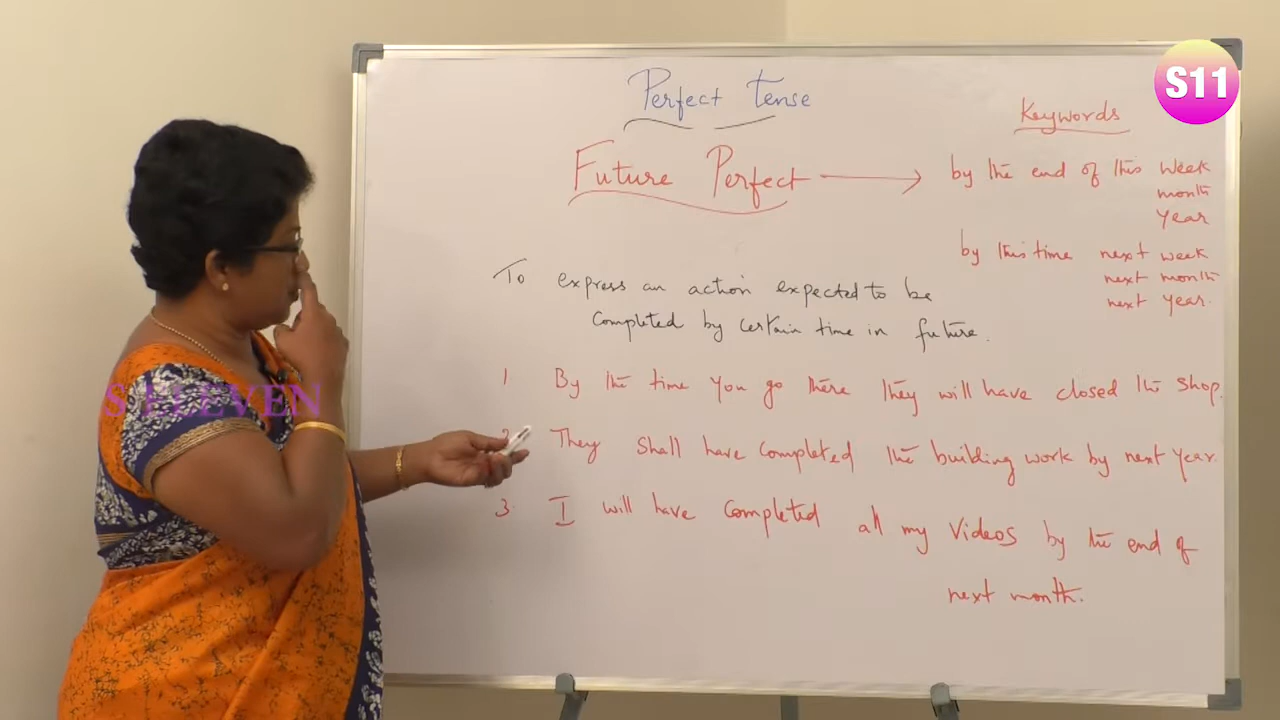 S11
Perfect Tense
Keywords
Future Perfect
by the end of this week
month
year
by this time next week
next month
next year.
To express an action expected to be
completed by certain time in future.
1 By the time you go there they will have closed the shop.
2 They shall have completed the building work by next year.
3. I will have completed all my videos by the end of
next month.
S ELEVEN